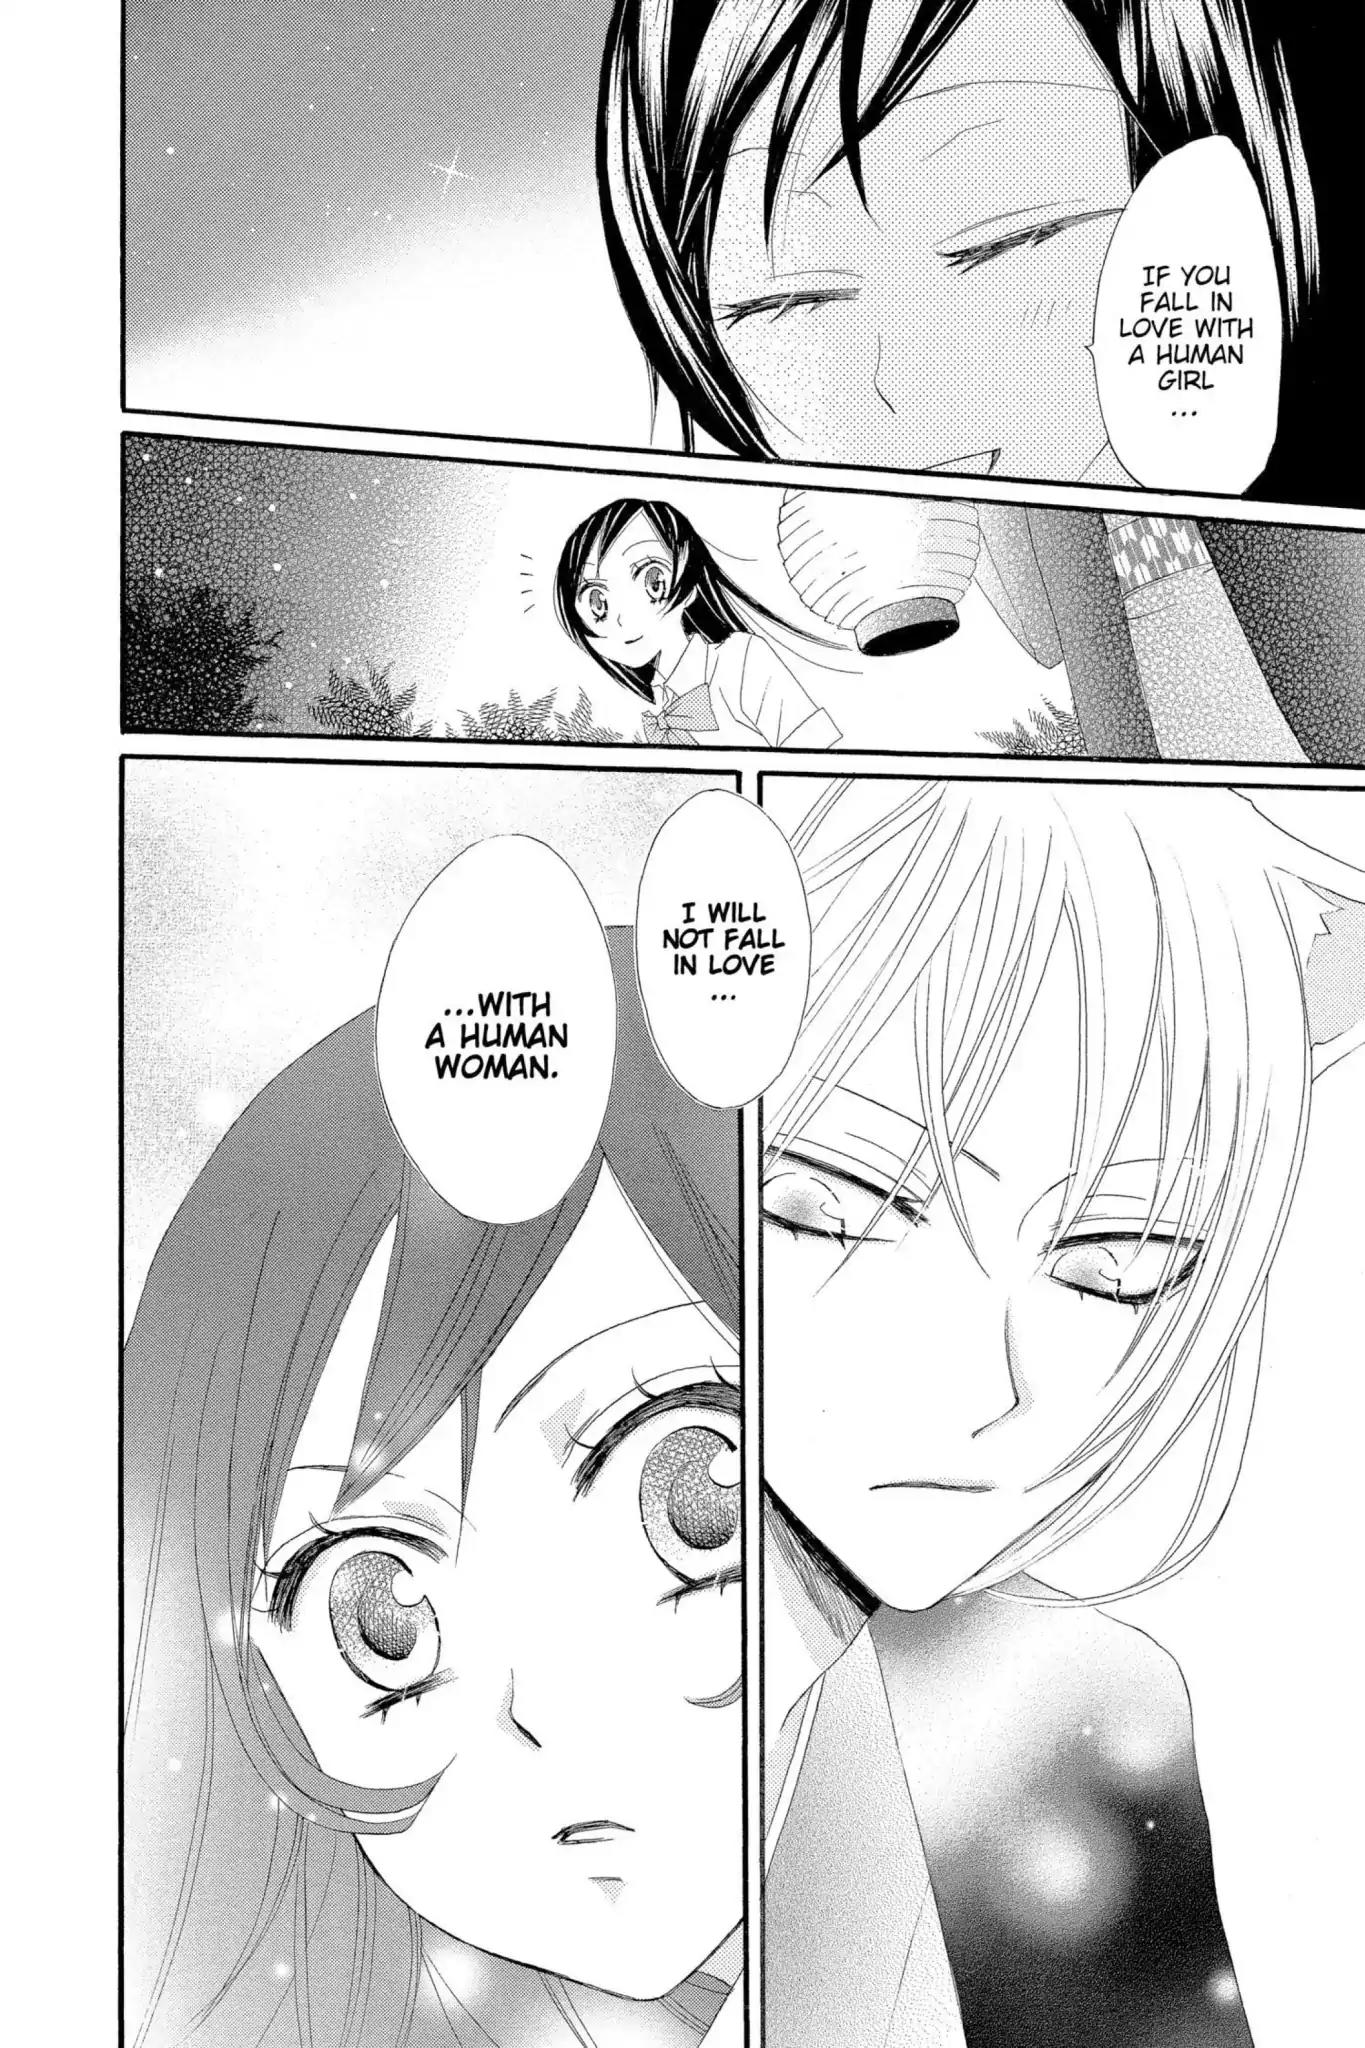 IF YOU
FALL IN
LOVE WITH
A HUMAN
GIRL
...
I WILL
NOT FALL
IN LOVE
...
...WITH
A HUMAN
WOMAN.